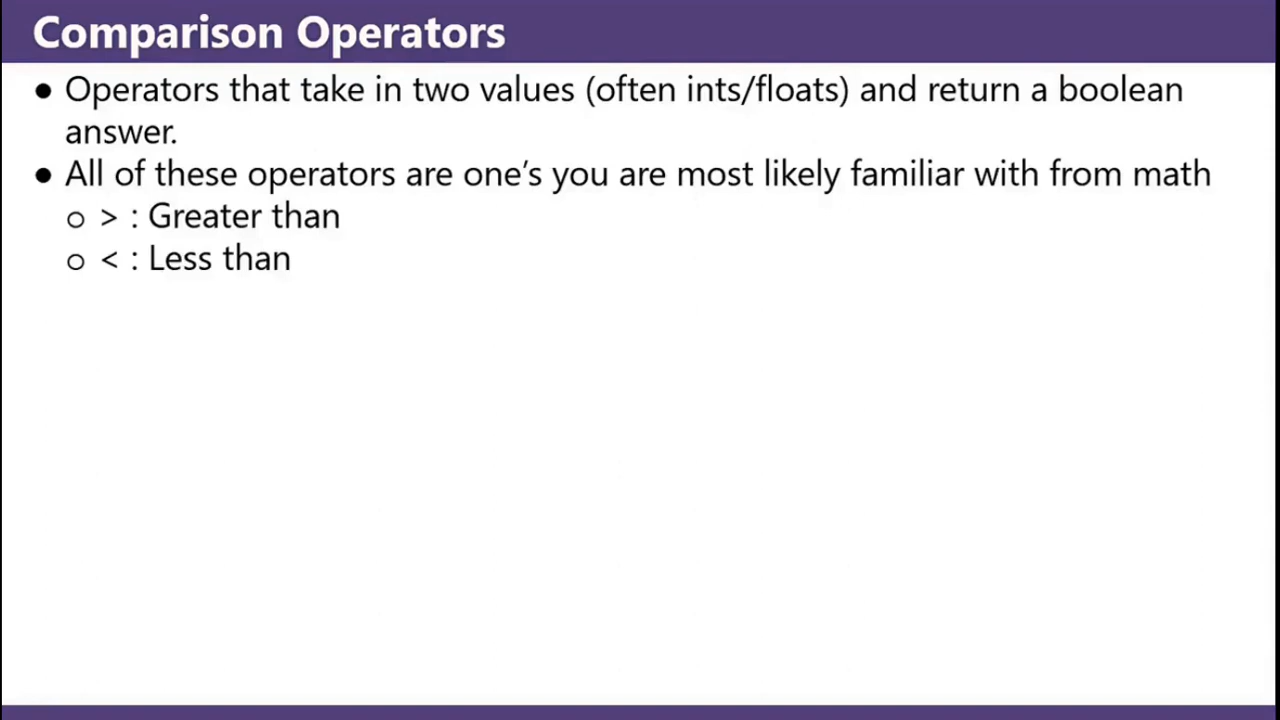 Comparison Operators
● Operators that take in two values (often ints/floats) and return a boolean
answer.
● All of these operators are one’s you are most likely familiar with from math
○ > : Greater than
○ < : Less than